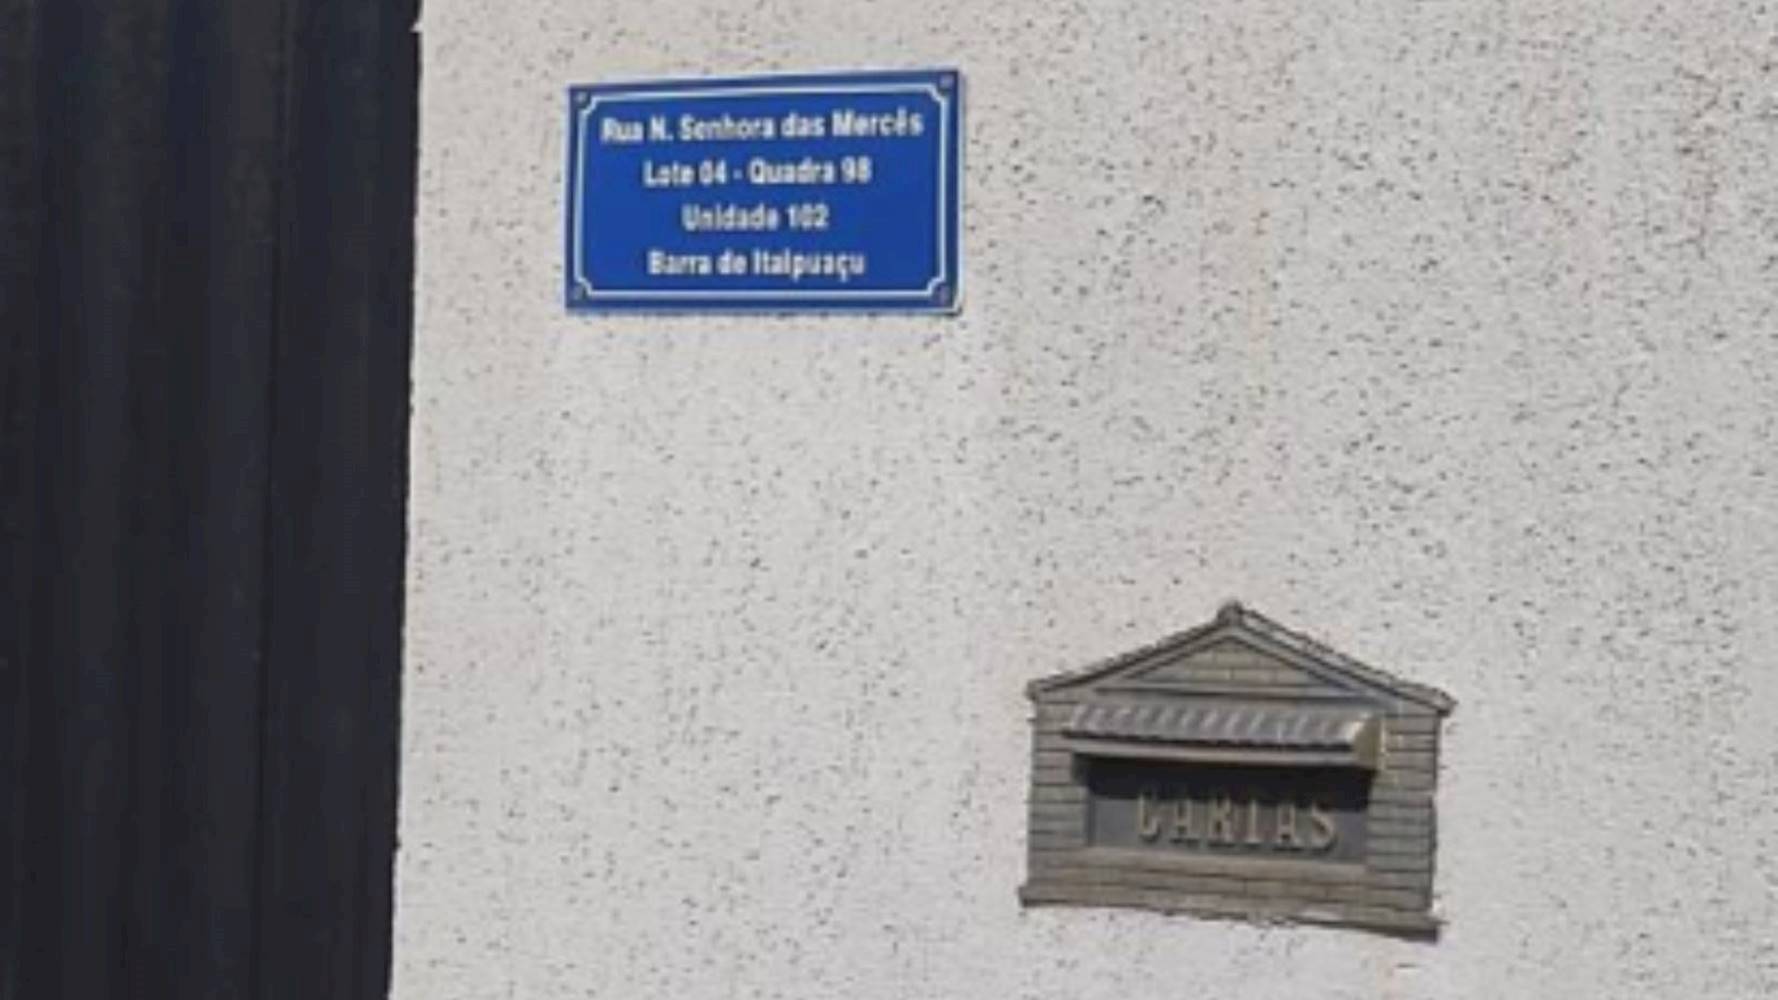 Rua N. Senhora das Mercês
Lote 04 - Quadra 98
Unidade 102
Barra de Itaipuaçu
CARTAS